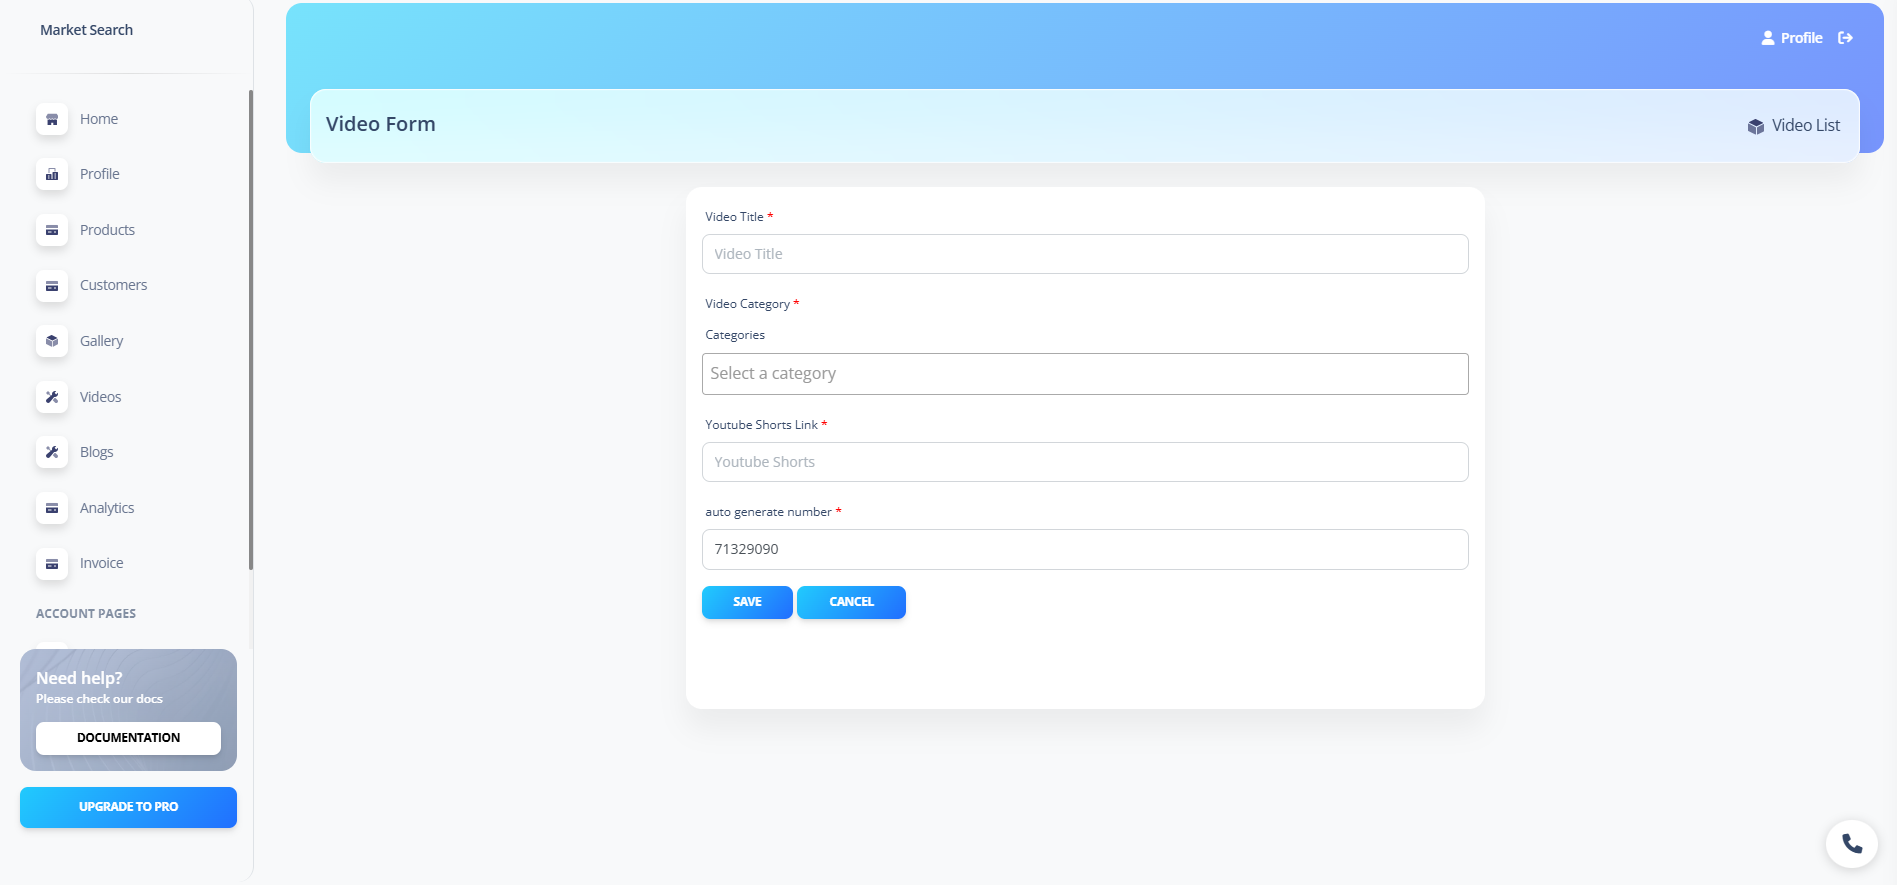 Market Search
Home
Profile
Products
Customers
Gallery
Videos
Blogs
Analytics
Invoice
ACCOUNT PAGES
Need help?
Please check our docs
DOCUMENTATION
UPGRADE TO PRO
Profile
Video Form
Video List
Video Title *
Video Title
Video Category *
Categories
Select a category
Youtube Shorts Link *
Youtube Shorts
auto generate number *
71329090
SAVE CANCEL